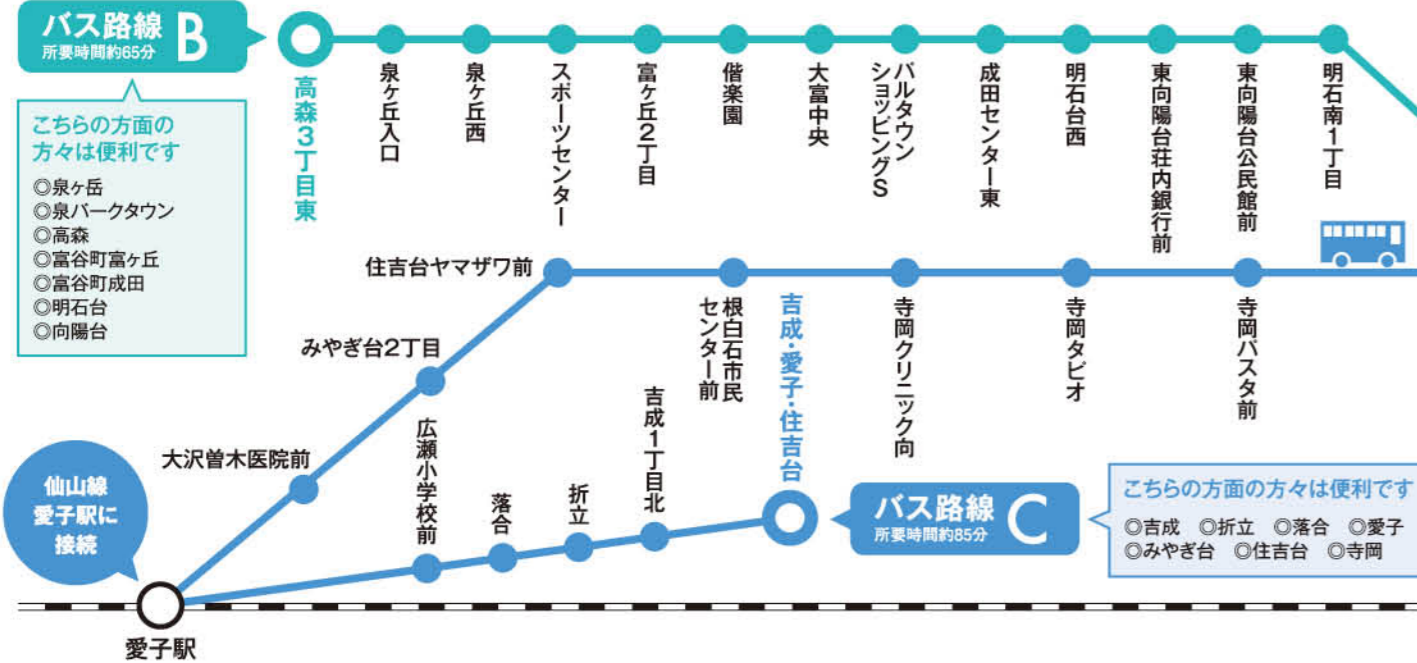 バス路線 B
所要時間約65分
こちらの方面の
方々は便利です
◎泉ヶ岳
◎泉パークタウン
◎高森
◎富谷町富ヶ丘
◎富谷町成田
◎明石台
◎向陽台
高森3丁目東
泉ヶ丘入口
泉ヶ丘西
スポーツセンター
富ヶ丘2丁目
偕楽園
大富中央
パルタウン
ショッピングS
成田センター東
明石台西
東向陽台荘内銀行前
東向陽台公民館前
明石南1丁目
住吉台ヤマザワ前
みやぎ台2丁目
大沢曽木医院前
根白石市民
センター前
寺岡クリニック向
寺岡タピオ
寺岡パスタ前
吉成・愛子・住吉台
吉成1丁目北
折立
落合
広瀬小学校前
バス路線 C
所要時間約85分
こちらの方面の方々は便利です
◎吉成 ◎折立 ◎落合 ◎愛子
◎みやぎ台 ◎住吉台 ◎寺岡
仙山線
愛子駅に
接続
愛子駅